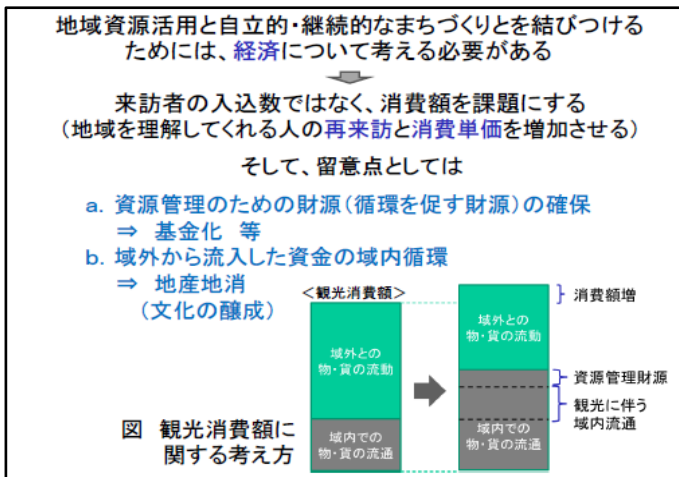 地域資源活用と自立的・継続的なまちづくりとを結びつける
ためには、経済について考える必要がある
来訪者の入込数ではなく、消費額を課題にする
(地域を理解してくれる人の再来訪と消費単価を増加させる)
そして、留意点としては
a. 資源管理のための財源(循環を促す財源)の確保
⇒ 基金化 等
b. 域外から流入した資金の域内循環
⇒ 地産地消
(文化の醸成)
<観光消費額>
域外との
物・貨の流動
域内での
物・貨の流通
域外との
物・貨の流動
域内での
物・貨の流通
消費額増
資源管理財源
観光に伴う
域内流通
図 観光消費額に
関する考え方